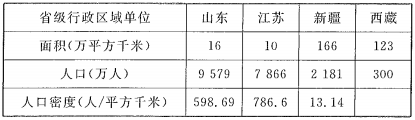 省级行政区域单位 山东 江苏 新疆 西藏
面积(万平方千米) 16 10 166 123
人口(万人) 9 579 7 866 2 181 300
人口密度(人/平方千米) 598.69 786.6 13.14